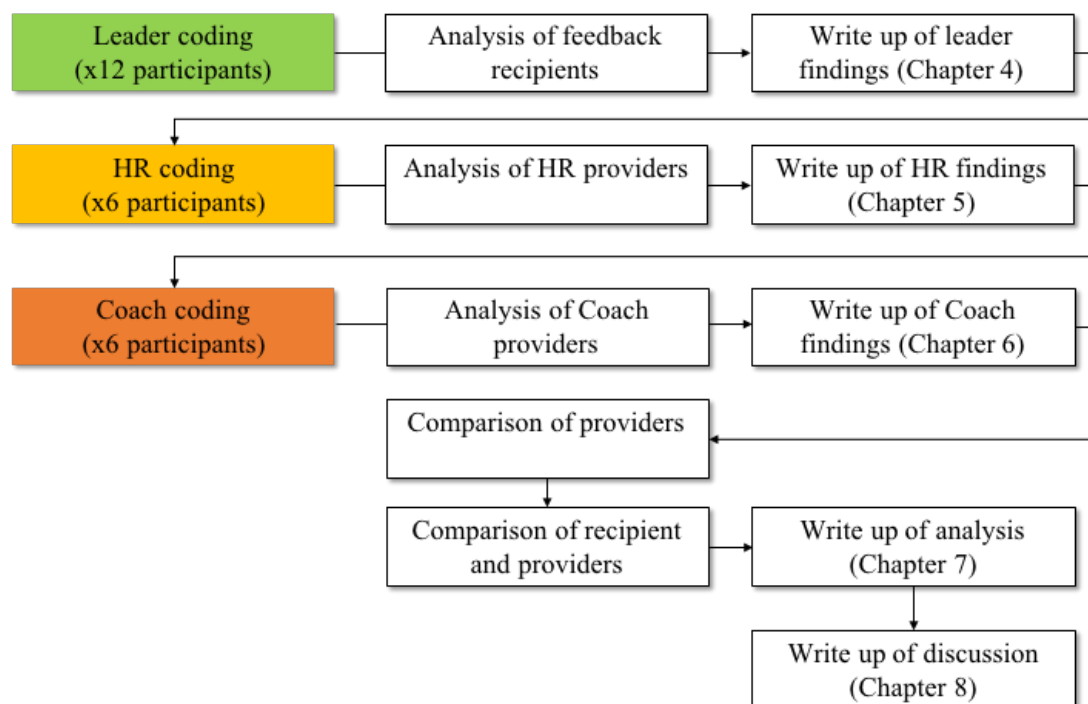 Leader coding
(x12 participants)
Analysis of feedback
recipients
Write up of leader
findings (Chapter 4)
HR coding
(x6 participants)
Analysis of HR providers
Write up of HR findings
(Chapter 5)
Coach coding
(x6 participants)
Analysis of Coach
providers
Write up of Coach
findings (Chapter 6)
Comparison of providers
Comparison of recipient
and providers
Write up of analysis
(Chapter 7)
Write up of discussion
(Chapter 8)